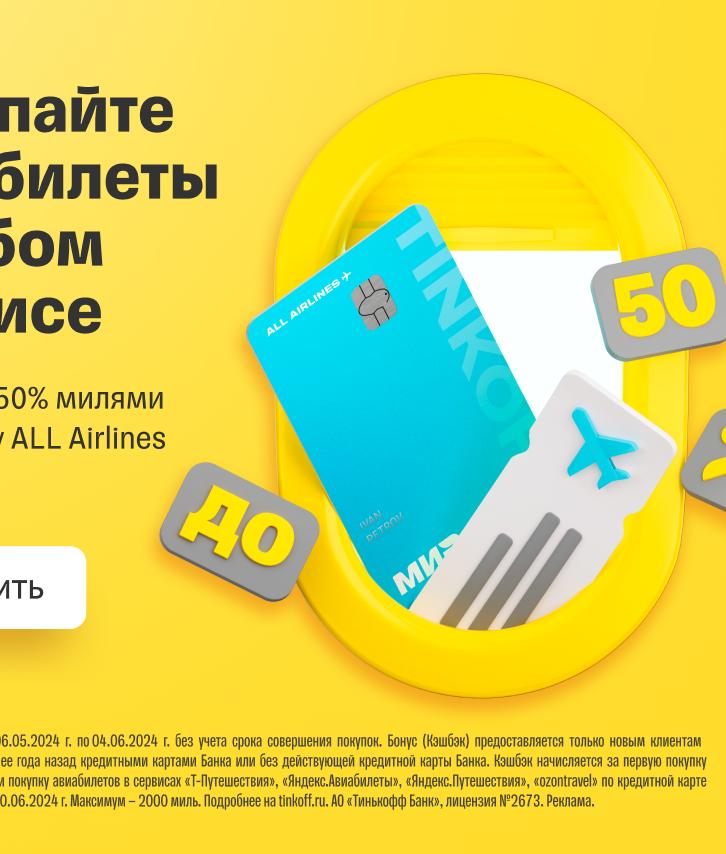 пайте
билеты
бом
исе
50% милями
у ALL Airlines
ить
ALL AIRLINES
TINKOF
IVAN
PETROV
МИР
50
ДО
06.05.2024 г. по 04.06.2024 г. без учета срока совершения покупок. Бонус (Кэшбэк) предоставляется только новым клиентам
ее года назад кредитными картами Банка или без действующей кредитной карты Банка. Кэшбэк начисляется за первую покупку
и покупку авиабилетов в сервисах «Т-Путешествия», «Яндекс.Авиабилеты», «Яндекс.Путешествия», «ozontravel» по кредитной карте
0.06.2024 г. Максимум – 2000 миль. Подробнее на tinkoff.ru. АО «Тинькофф Банк», лицензия №2673. Реклама.